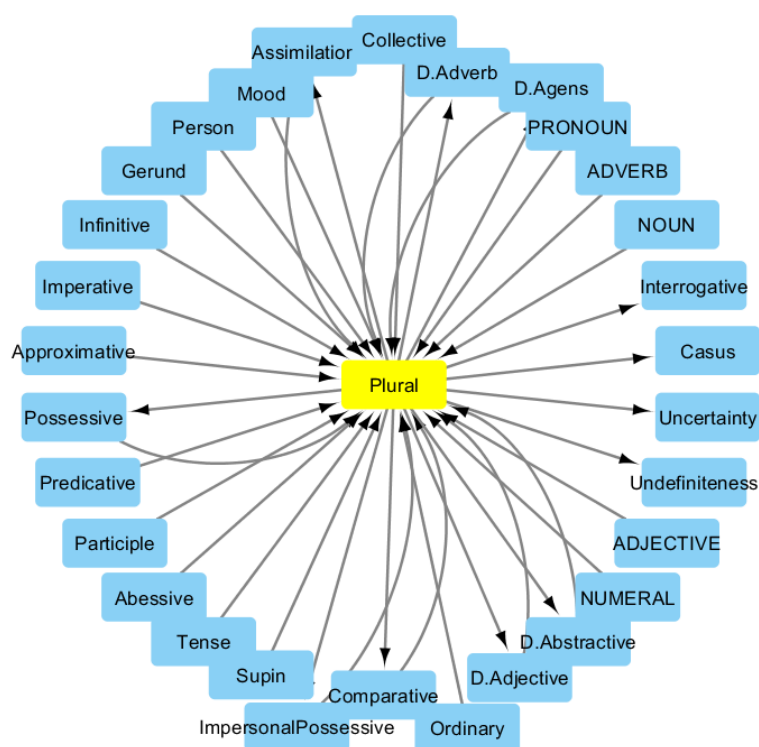 Collective
Assimilatior
D.Adverb
Mood
D.Agens
Person
PRONOUN
Gerund
ADVERB
Infinitive
NOUN
Imperative
Interrogative
Approximative
Casus
Plural
Possessive
Uncertainty
Predicative
Undefiniteness
Participle
ADJECTIVE
Abessive
NUMERAL
Tense
D.Abstractive
Supin
D.Adjective
Comparative
ImpersonalPossessive
Ordinary